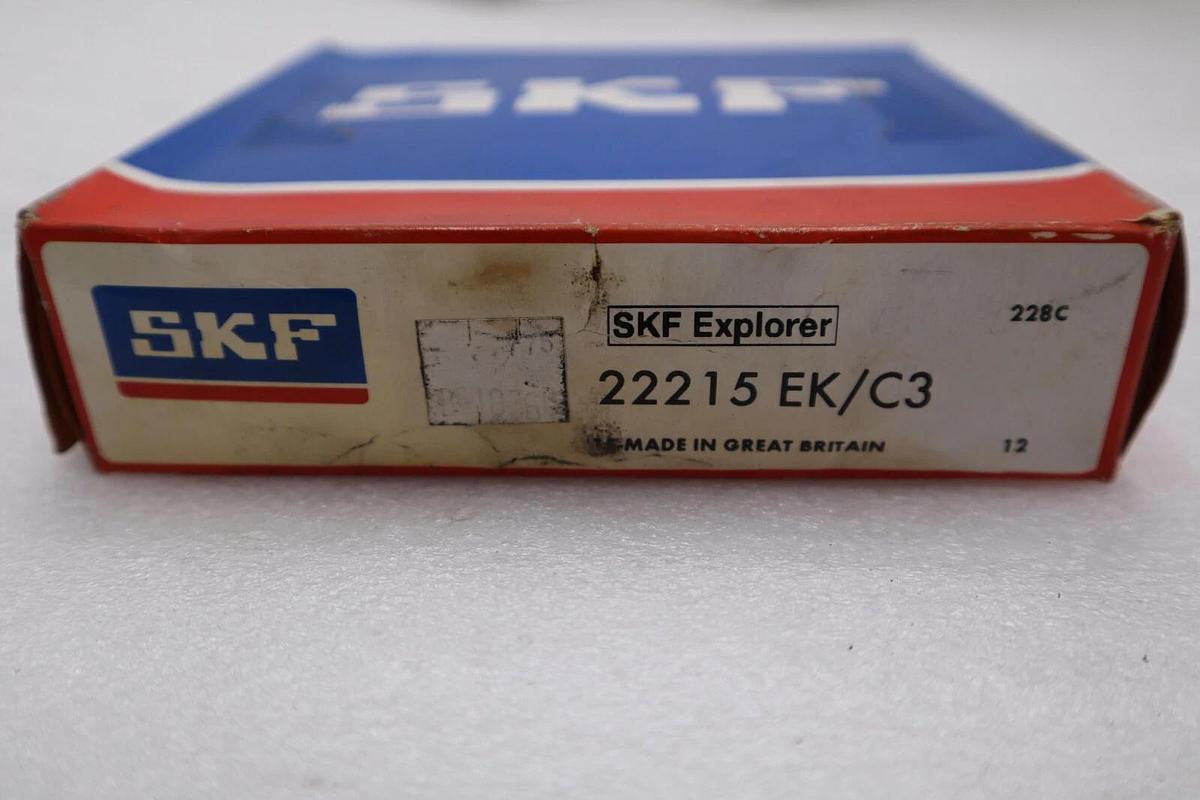 SKF
SKF
SKF Explorer
228C
22215 EK/C3
MADE IN GREAT BRITAIN
12